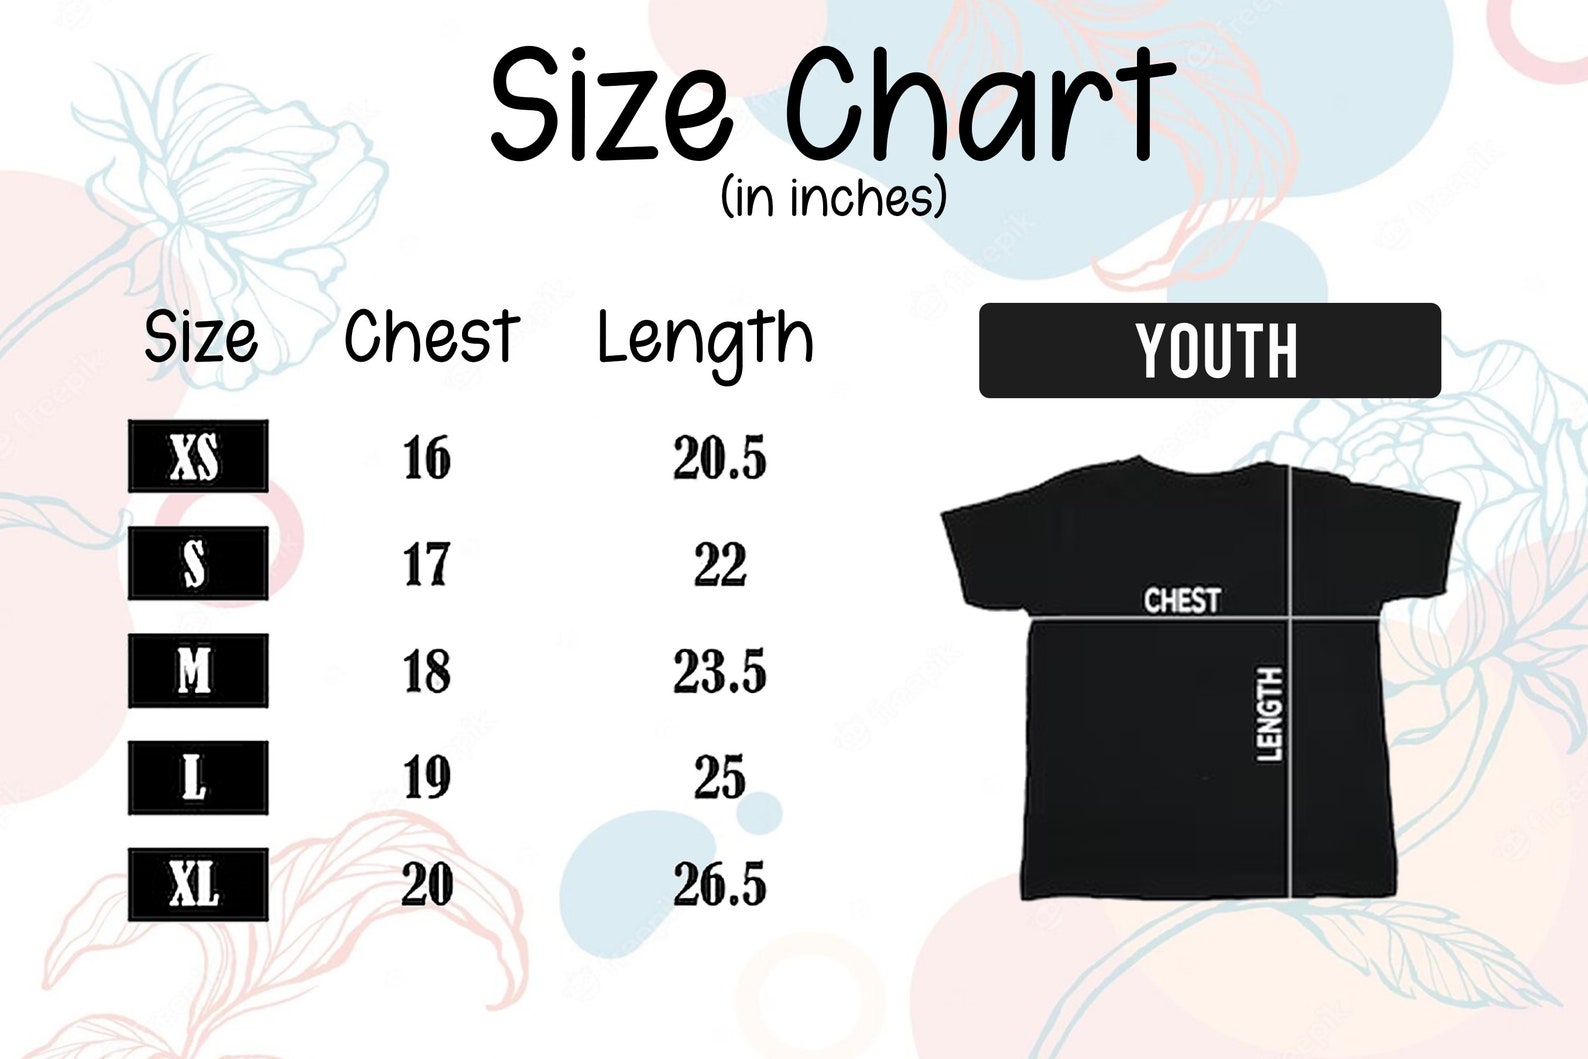 Size Chart
(in inches)
Size Chest Length
XS 16 20.5
S 17 22
M 18 23.5
L 19 25
XL 20 26.5
YOUTH
CHEST
LENGTH
freepik